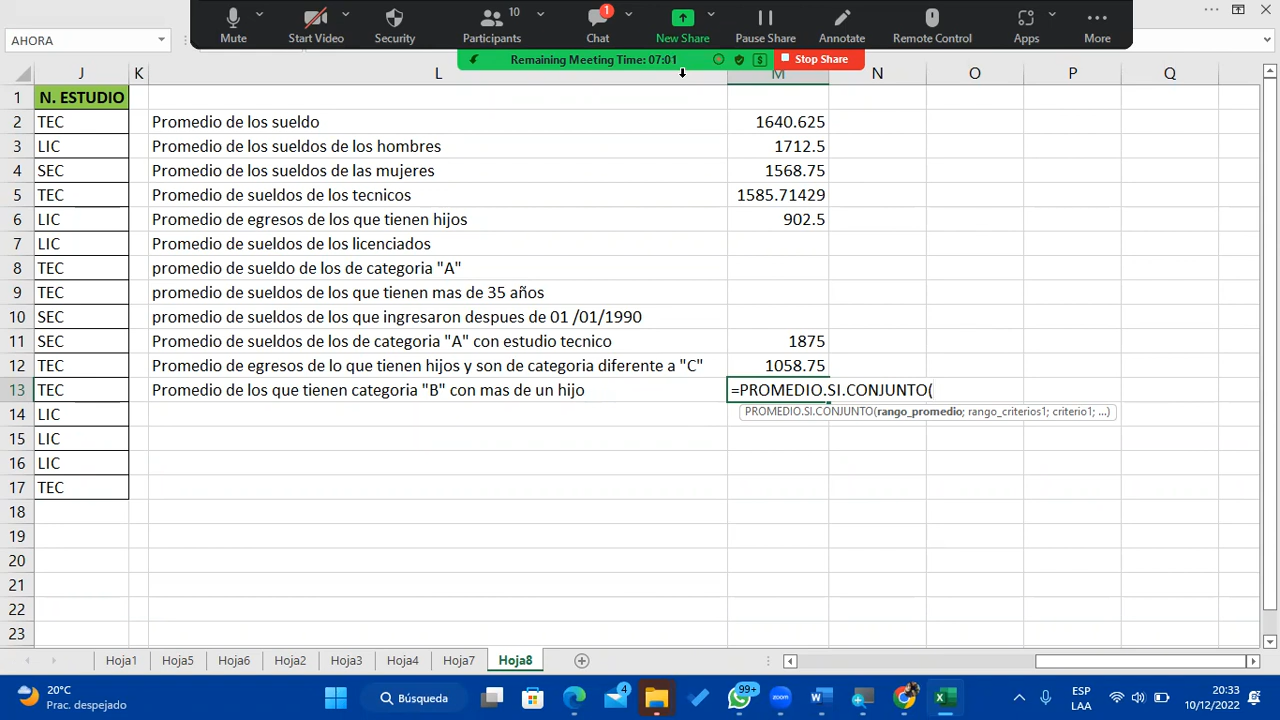 10
1
Mute
Start Video
Security
Participants
Chat
New Share
Pause Share
Annotate
Remote Control
Apps
More
AHORA
Remaining Meeting Time: 07:01
Stop Share
J K L M N O P Q
1 N. ESTUDIO
2 TEC Promedio de los sueldo 1640.625
3 LIC Promedio de los sueldos de los hombres 1712.5
4 SEC Promedio de los sueldos de las mujeres 1568.75
5 TEC Promedio de sueldos de los tecnicos 1585.71429
6 LIC Promedio de egresos de los que tienen hijos 902.5
7 LIC Promedio de sueldos de los licenciados
8 TEC promedio de sueldo de los de categoria "A"
9 TEC promedio de sueldos de los que tienen mas de 35 años
10 SEC promedio de sueldos de los que ingresaron despues de 01 /01/1990
11 SEC Promedio de sueldos de los de categoria "A" con estudio tecnico 1875
12 TEC Promedio de egresos de lo que tienen hijos y son de categoria diferente a "C" 1058.75
13 TEC Promedio de los que tienen categoria "B" con mas de un hijo =PROMEDIO.SI.CONJUNTO(
PROMEDIO.SI.CONJUNTO(rango_promedio; rango_criterios1; criterio1; ...)
14 LIC
15 LIC
16 LIC
17 TEC
18
19
20
21
22
23
Hoja1 Hoja5 Hoja6 Hoja2 Hoja3 Hoja4 Hoja7 Hoja8
20°C
Prac. despejado
Búsqueda
4
99+
ESP
LAA
20:33
10/12/2022